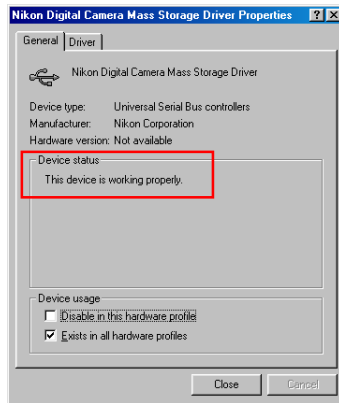 Nikon Digital Camera Mass Storage Driver Properties
General Driver
Nikon Digital Camera Mass Storage Driver
Device type: Universal Serial Bus controllers
Manufacturer: Nikon Corporation
Hardware version: Not available
Device status
This device is working properly.
Device usage
Disable in this hardware profile
Exists in all hardware profiles
Close Cancel